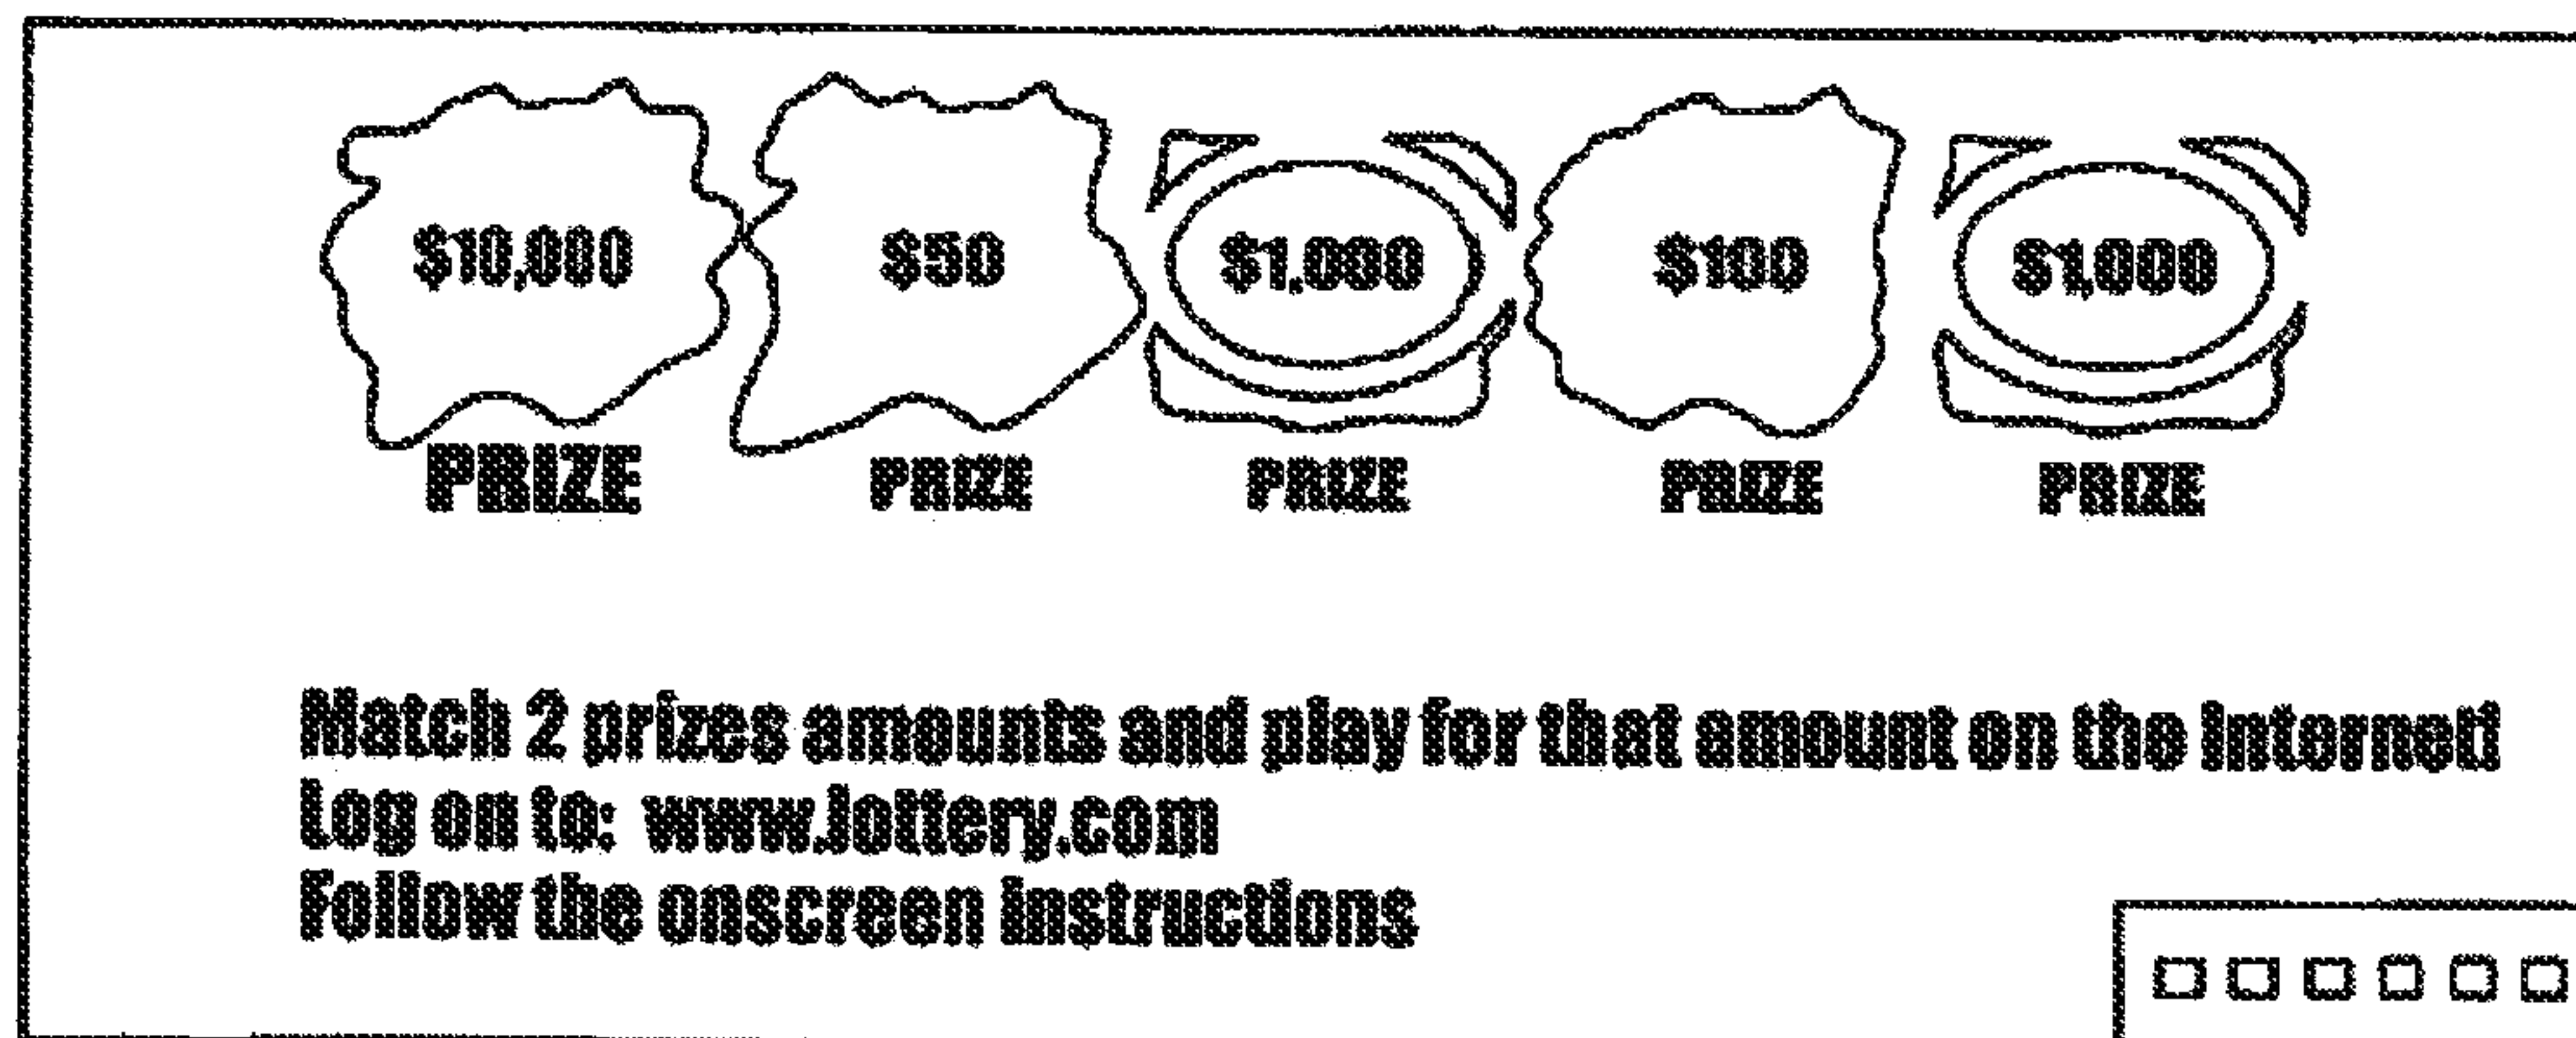 $10,000 $50 $1,000 $100 $1,000
PRIZE PRIZE PRIZE PRIZE PRIZE
Match 2 prizes amounts and play for that amount on the Internet!
Log on to: www.lottery.com
Follow the onscreen instructions